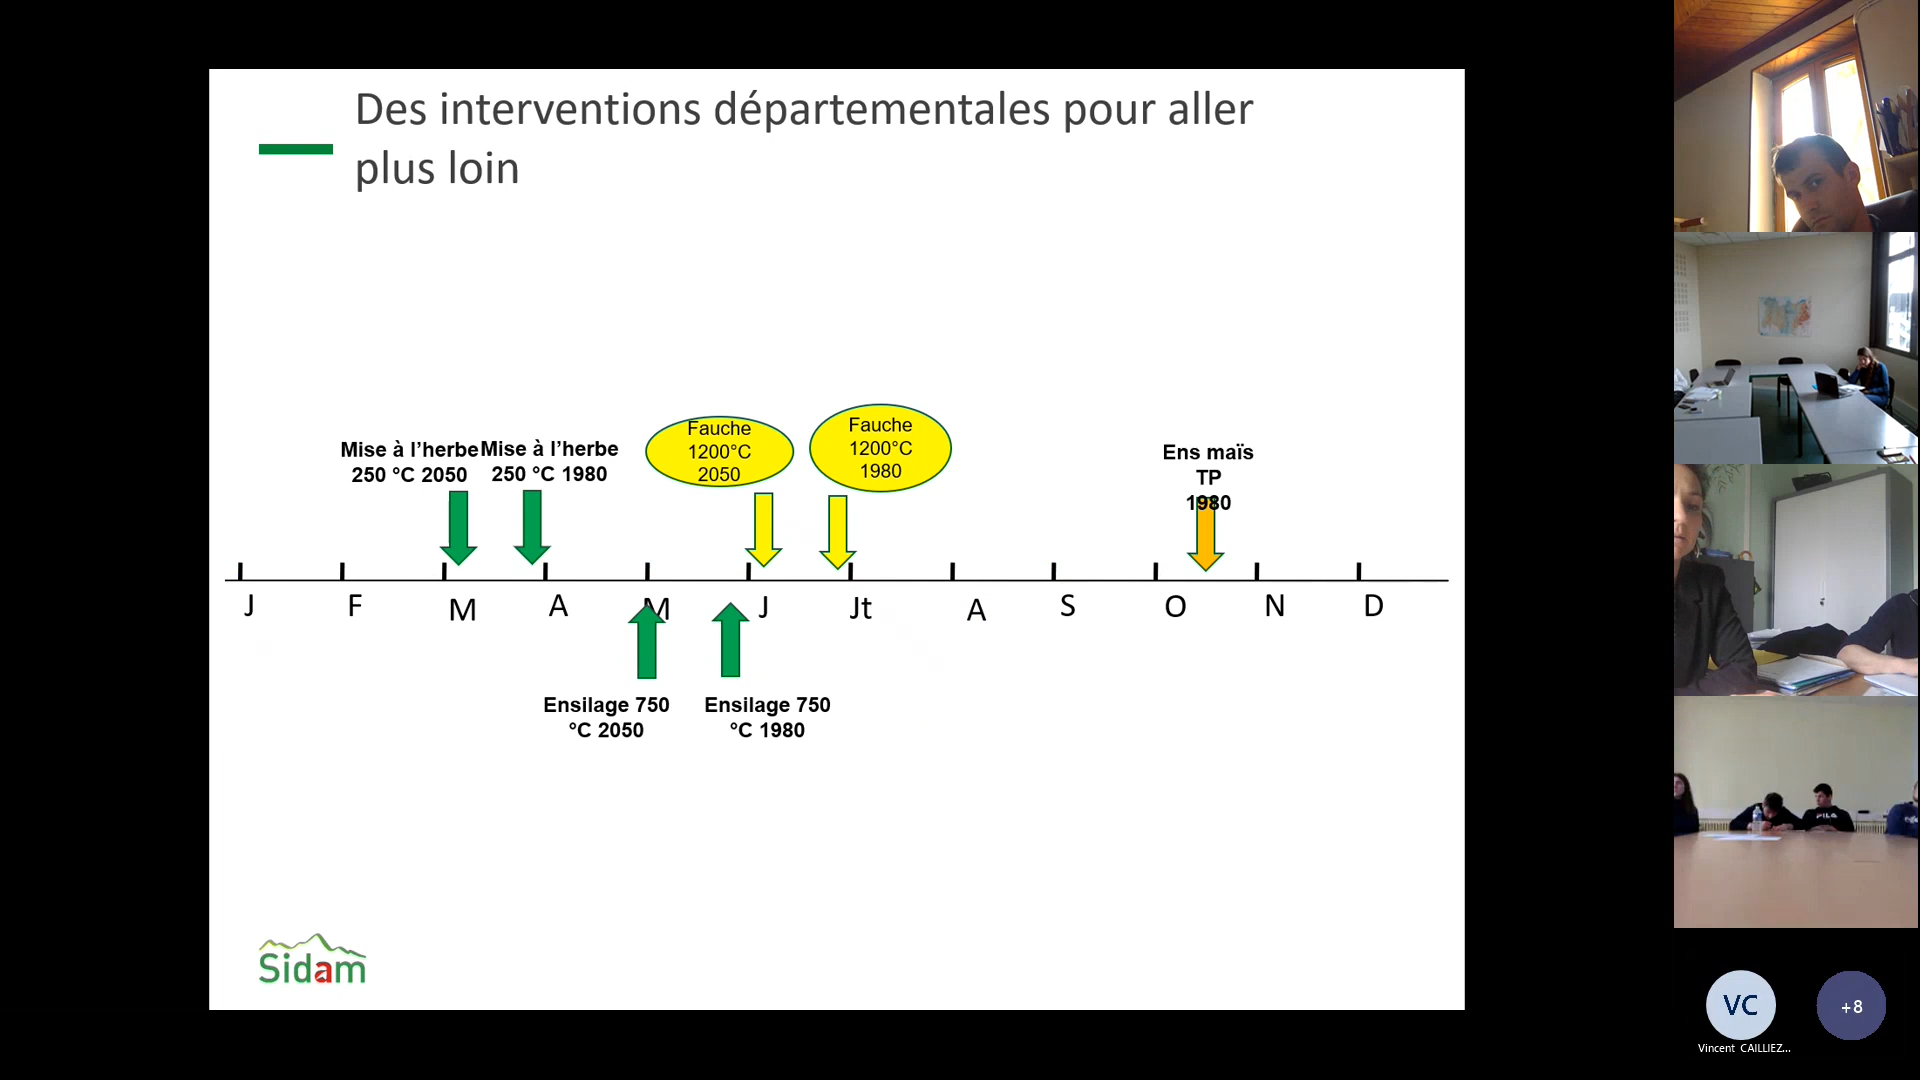 Des interventions départementales pour aller
plus loin
Mise à l’herbe
250 °C 2050
Mise à l’herbe
250 °C 1980
Fauche
1200°C
2050
Fauche
1200°C
1980
Ens maïs
TP
1980
J F M A M J Jt A S O N D
Ensilage 750
°C 2050
Ensilage 750
°C 1980
Sidam
FILA
VC
+8
Vincent CAILLIEZ...